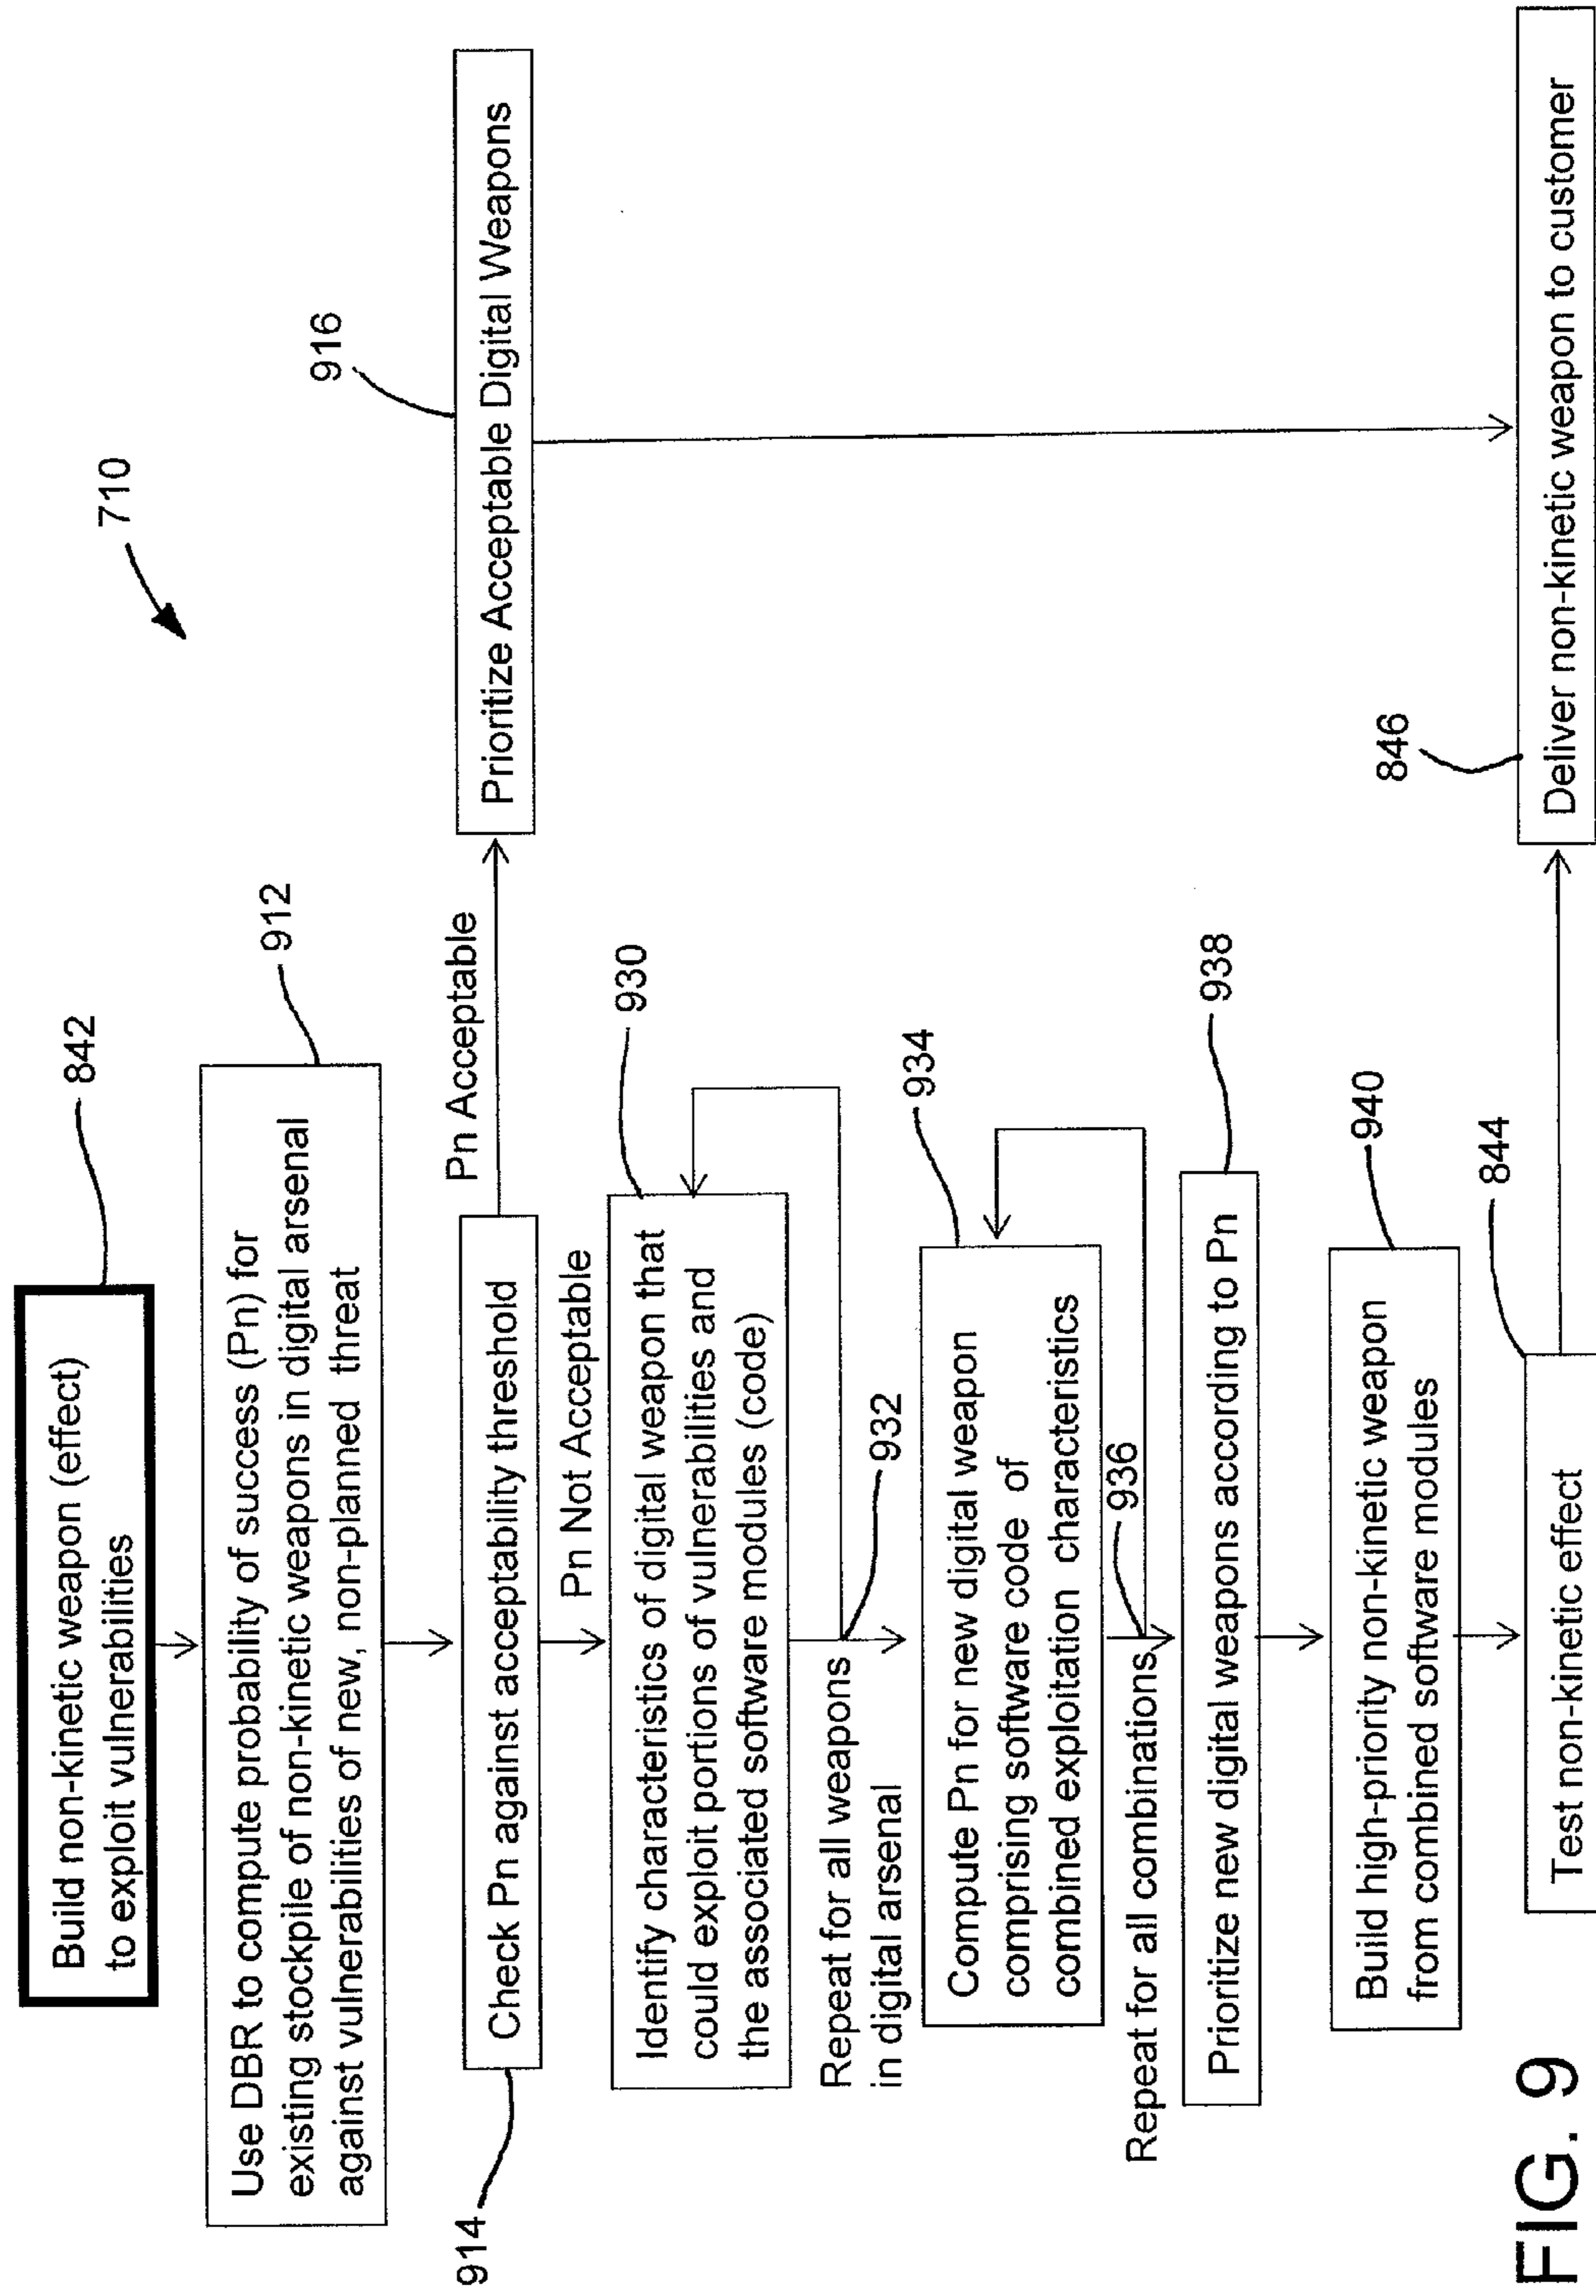 710
Build non-kinetic weapon (effect)
to exploit vulnerabilities
842
Use DBR to compute probability of success (Pn) for
existing stockpile of non-kinetic weapons in digital arsenal
against vulnerabilities of new, non-planned threat
912
914
Check Pn against acceptability threshold
Pn Acceptable
916
Prioritize Acceptable Digital Weapons
Pn Not Acceptable
930
Identify characteristics of digital weapon that
could exploit portions of vulnerabilities and
the associated software modules (code)
Repeat for all weapons
in digital arsenal
932
934
Compute Pn for new digital weapon
comprising software code of
combined exploitation characteristics
Repeat for all combinations
936
938
Prioritize new digital weapons according to Pn
940
Build high-priority non-kinetic weapon
from combined software modules
844
Test non-kinetic effect
846
Deliver non-kinetic weapon to customer
FIG. 9